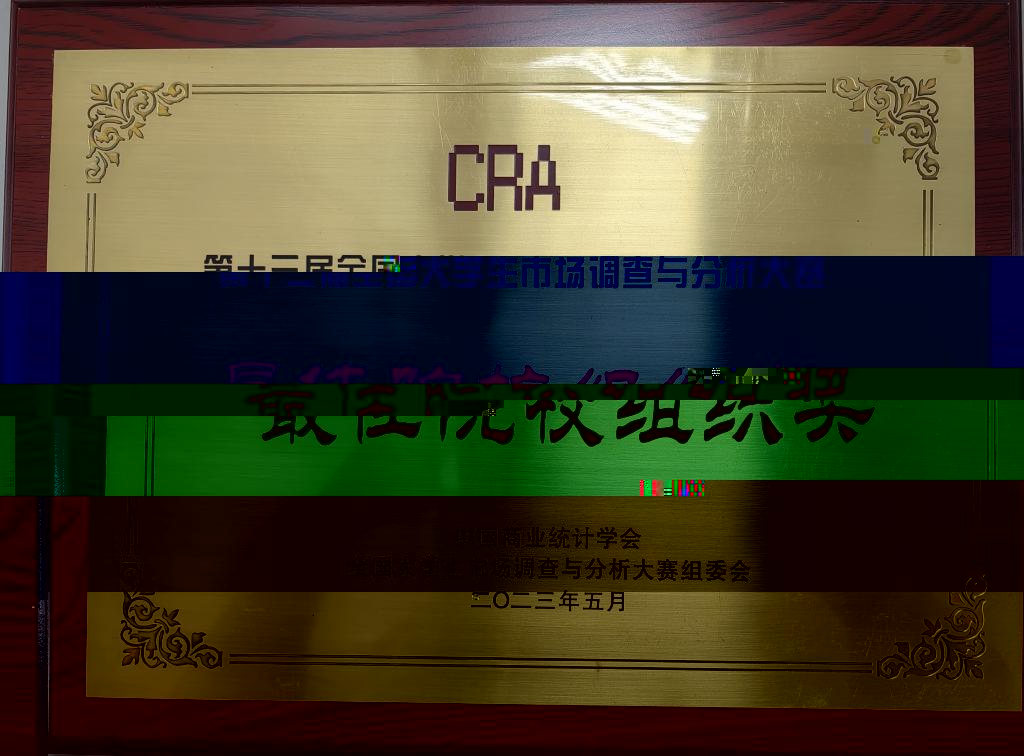 CRA
第十三届全国大学生市场调查与分析大赛
最佳院校组织奖
中国商业统计学会
全国大学生市场调查与分析大赛组委会
二〇二三年五月